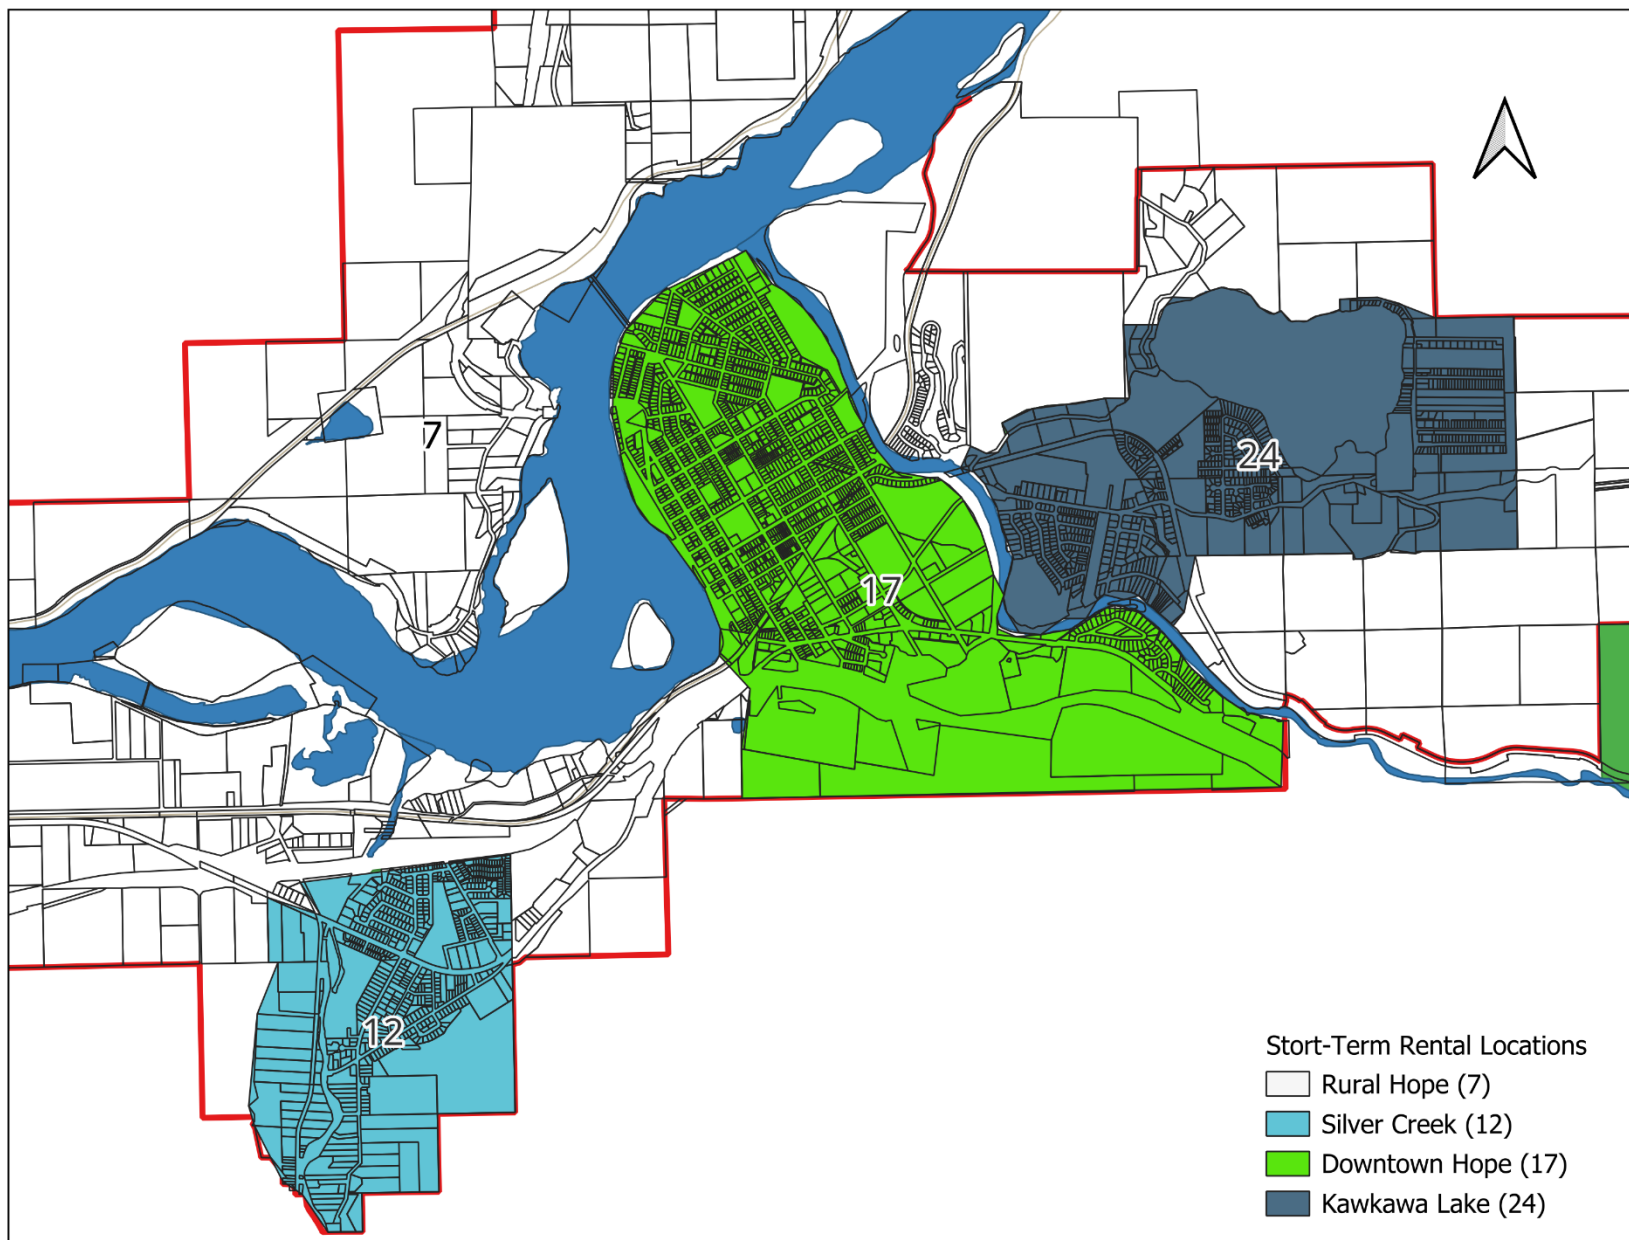 7
24
17
12
Stort-Term Rental Locations
Rural Hope (7)
Silver Creek (12)
Downtown Hope (17)
Kawkawa Lake (24)